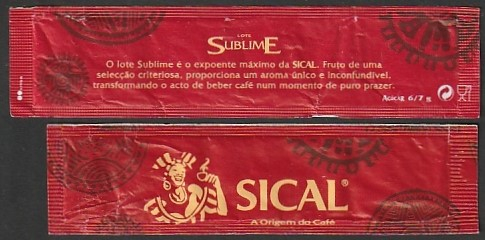 LOTE
SUBLIME
O lote Sublime é o expoente máximo da SICAL. Fruto de uma
selecção criteriosa, proporciona um aroma único e inconfundível,
transformando o acto de beber café num momento de puro prazer.
AÇÚCAR 6/7 g
SICAL®
A Origem do Café